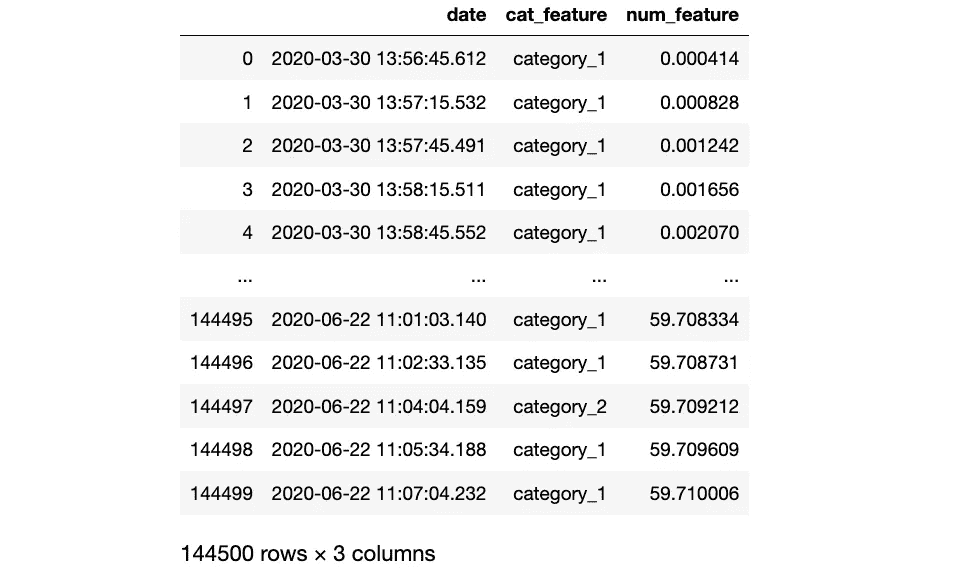 date cat_feature num_feature
0 2020-03-30 13:56:45.612 category_1 0.000414
1 2020-03-30 13:57:15.532 category_1 0.000828
2 2020-03-30 13:57:45.491 category_1 0.001242
3 2020-03-30 13:58:15.511 category_1 0.001656
4 2020-03-30 13:58:45.552 category_1 0.002070
... ... ... ...
144495 2020-06-22 11:01:03.140 category_1 59.708334
144496 2020-06-22 11:02:33.135 category_1 59.708731
144497 2020-06-22 11:04:04.159 category_2 59.709212
144498 2020-06-22 11:05:34.188 category_1 59.709609
144499 2020-06-22 11:07:04.232 category_1 59.710006
144500 rows × 3 columns